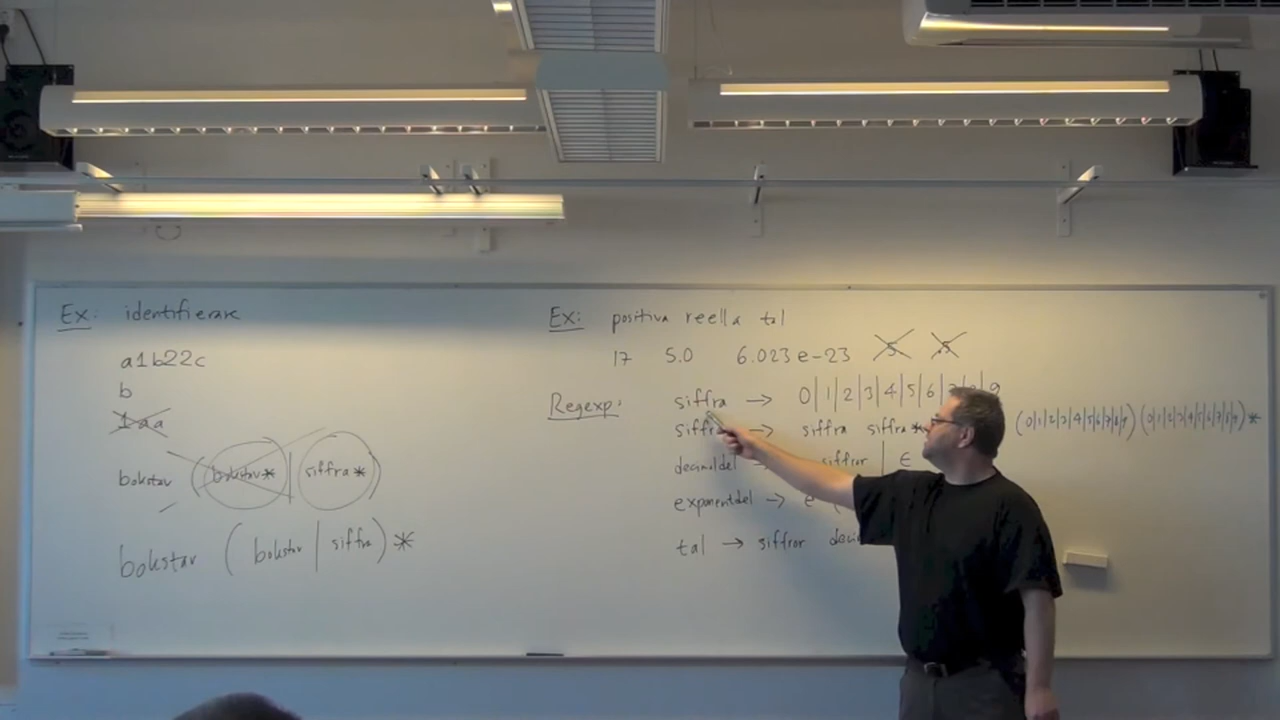 Ex: identifierare
a1b22c
b
1aa
bokstav (bokstav* | siffra*)
bokstav (bokstav | siffra)*
Ex: positiva reella tal
17 5.0 6.023e-23 5. .5
Regexp: siffra → 0|1|2|3|4|5|6|7|8|9
→ siffra siffra* (0|1|2|3|4|5|6|7|8|9)(0|1|2|3|4|5|6|7|8|9)*
decimaldel siffror | ε
exponentdel → e (
tal → siffror